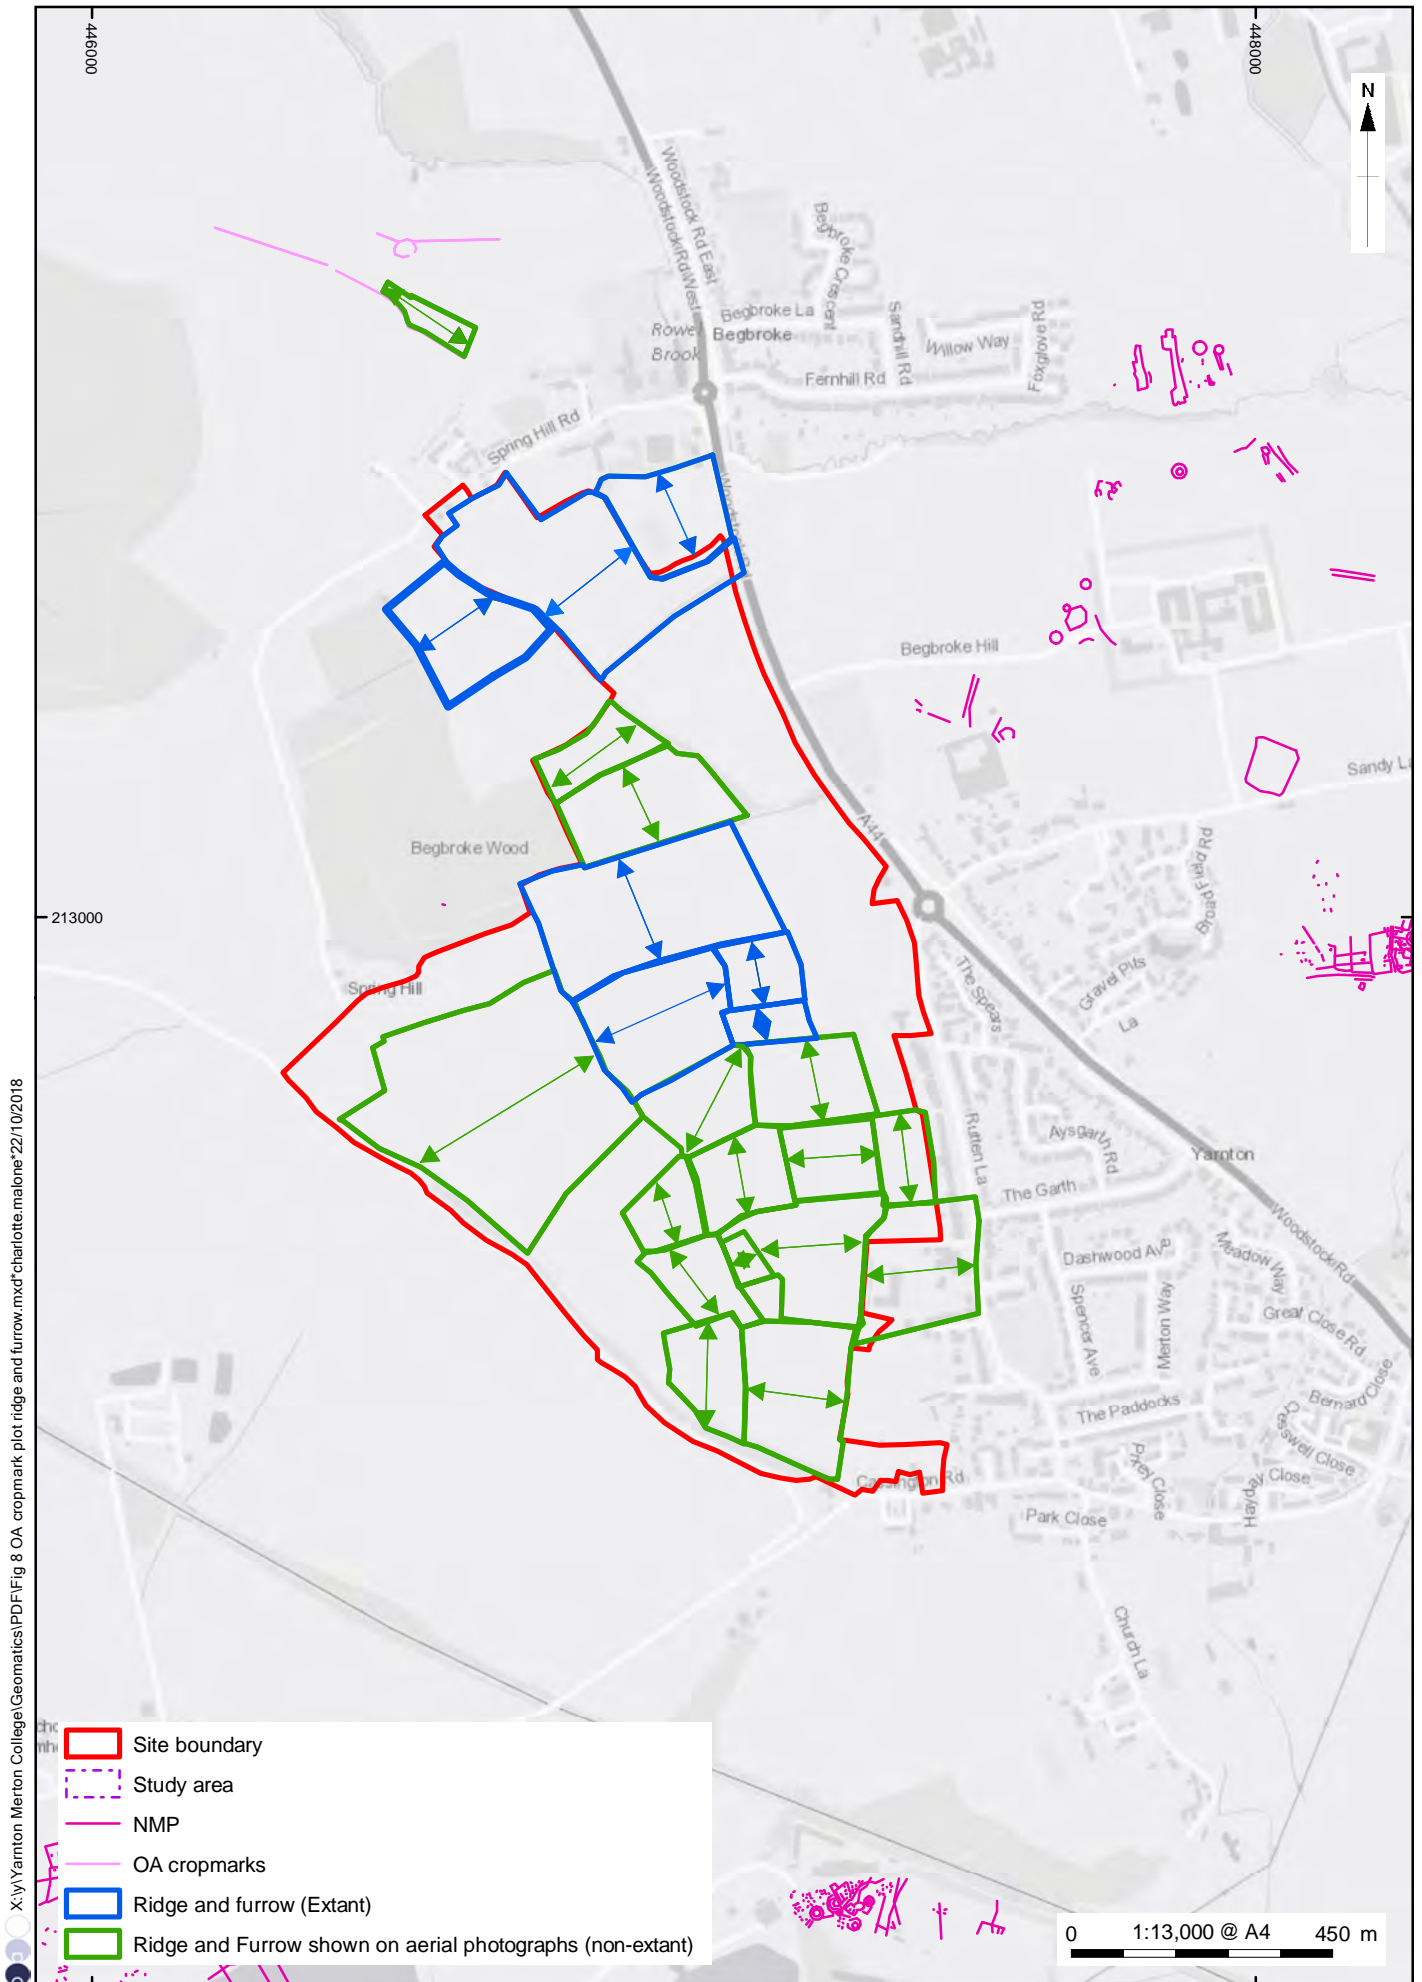 446000
448000
N
Woodstock Rd East
Woodstock Rd West
Begbroke Crescent
Begbroke La
Sandhill Rd
Foxglove Rd
Rowel
Brook
Begbroke
Willow Way
Fernhill Rd
Spring Hill Rd
Begbroke Hill
Sandy La
A44
Begbroke Wood
Broad Field Rd
213000
The Spears
Gravel Pits
La
Spring Hill
Rutten La
Aysgarth Rd
Yarnton
The Garth
Woodstock Rd
Dashwood Ave
Meadow Way
Spencer Ave
Merton Way
Great Close Rd
Bernard Close
The Paddocks
Cresswell Close
Pixey Close
Cassington Rd
Hayday Close
Park Close
Church La
X:\y\Yarnton Merton College\Geomatics\PDF\Fig 8 OA cropmark plot ridge and furrow.mxd*charlotte.malone*22/10/2018
Site boundary
Study area
NMP
OA cropmarks
Ridge and furrow (Extant)
Ridge and Furrow shown on aerial photographs (non-extant)
0 1:13,000 @ A4 450 m